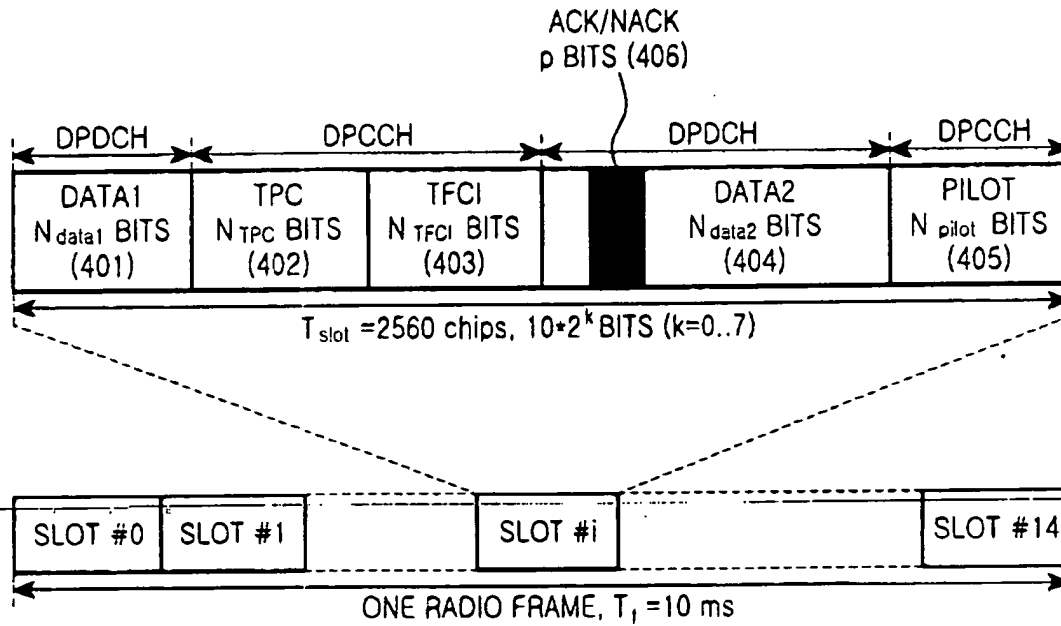 ACK/NACK
p BITS (406)
DPDCH DPCCH DPDCH DPCCH
DATA1 TPC TFCI DATA2 PILOT
N data1 BITS N TPC BITS N TFCI BITS N data2 BITS N pilot BITS
(401) (402) (403) (404) (405)
T slot =2560 chips, 10*2^k BITS (k=0..7)
SLOT #0 SLOT #1 SLOT #i SLOT #14
ONE RADIO FRAME, T f =10 ms